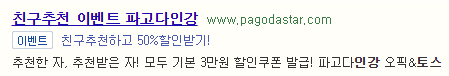 친구추천 이벤트 파고다인강 www.pagodastar.com
이벤트 친구추천하고 50%할인받기!
추천한 자, 추천받은 자! 모두 기본 3만원 할인쿠폰 발급! 파고다인강 오픽&토스